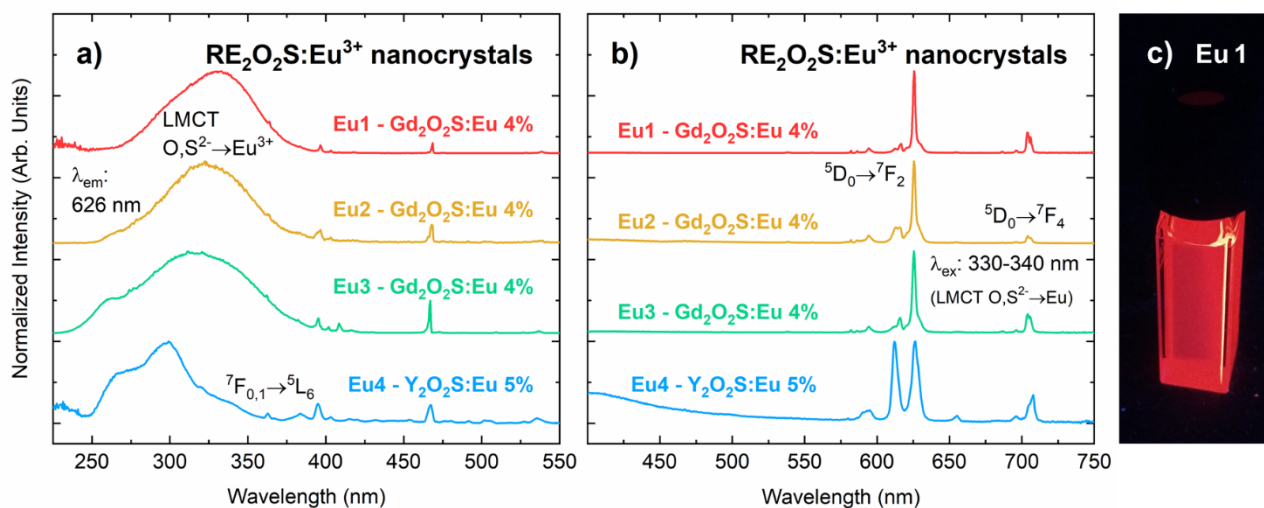 a) RE₂O₂S:Eu³⁺ nanocrystals
Normalized Intensity (Arb. Units)
Eu1 - Gd₂O₂S:Eu 4%
LMCT
O,S²⁻→Eu³⁺
λem:
626 nm
Eu2 - Gd₂O₂S:Eu 4%
Eu3 - Gd₂O₂S:Eu 4%
⁷F₀,₁→⁵L₆
Eu4 - Y₂O₂S:Eu 5%
250 300 350 400 450 500 550
Wavelength (nm)
b) RE₂O₂S:Eu³⁺ nanocrystals
Eu1 - Gd₂O₂S:Eu 4%
⁵D₀→⁷F₂
Eu2 - Gd₂O₂S:Eu 4%
⁵D₀→⁷F₄
λex: 330-340 nm
Eu3 - Gd₂O₂S:Eu 4%
(LMCT O,S²⁻→Eu)
Eu4 - Y₂O₂S:Eu 5%
450 500 550 600 650 700 750
Wavelength (nm)
c) Eu 1